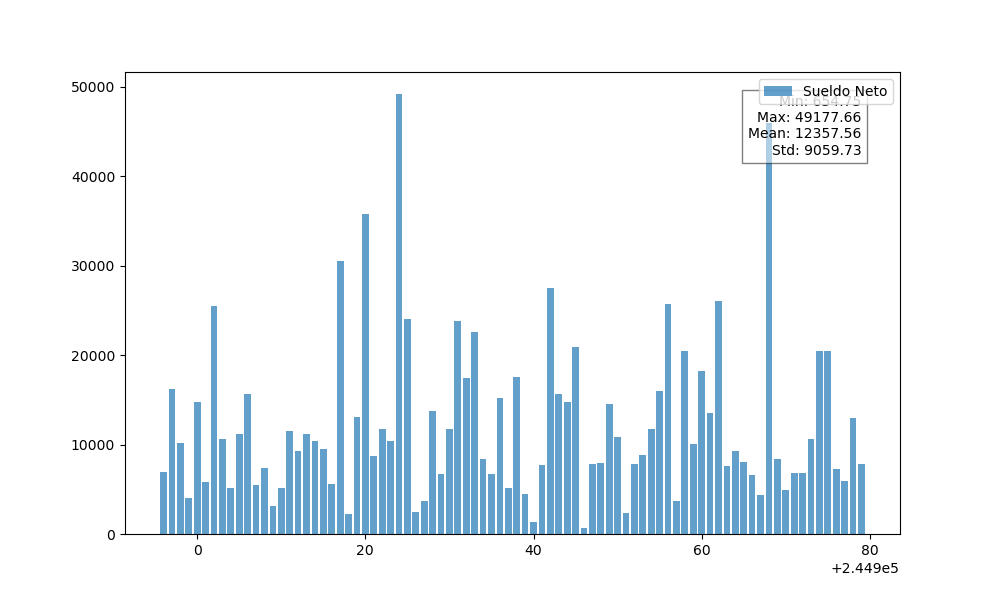 50000
40000
30000
20000
10000
0
Sueldo Neto
Min: 654.75
Max: 49177.66
Mean: 12357.56
Std: 9059.73
0 20 40 60 80
+2.449e5